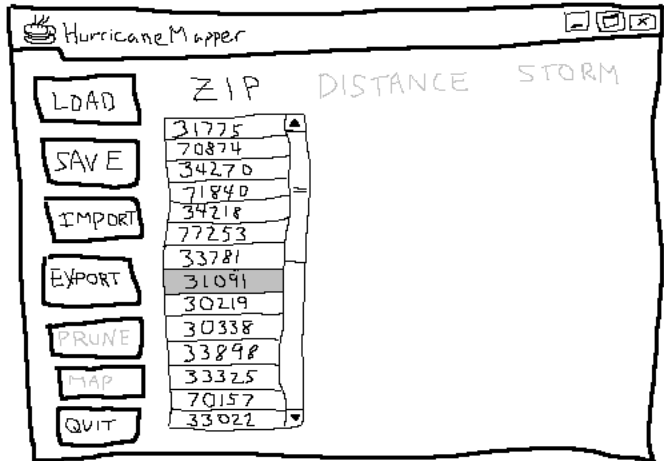 HurricaneMapper
ZIP DISTANCE STORM
LOAD
SAVE
IMPORT
EXPORT
PRUNE
MAP
QUIT
31775
70874
34270
71840
34218
77253
33781
31091
30219
30338
33898
33325
70157
33022